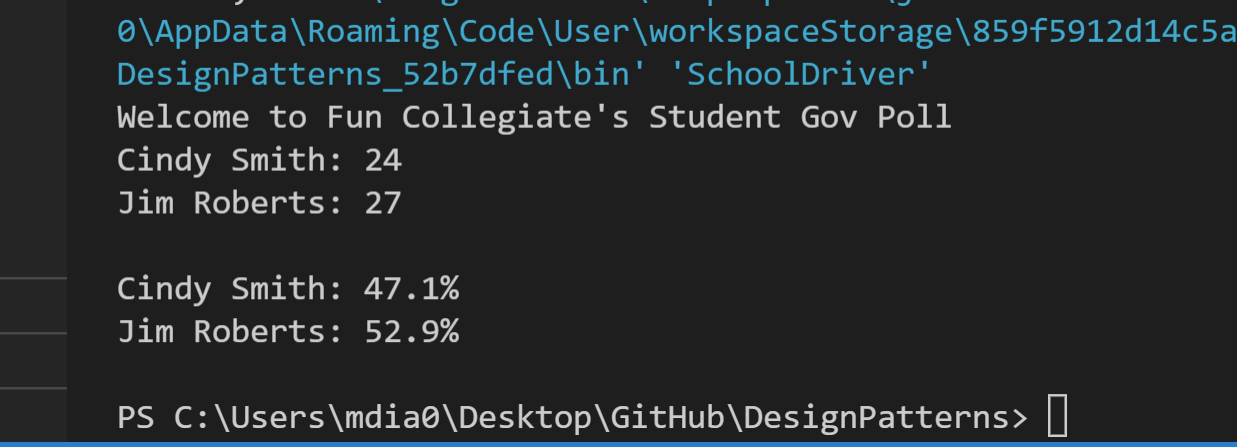 0\AppData\Roaming\Code\User\workspaceStorage\859f5912d14c5a
DesignPatterns_52b7dfed\bin' 'SchoolDriver'
Welcome to Fun Collegiate's Student Gov Poll
Cindy Smith: 24
Jim Roberts: 27
Cindy Smith: 47.1%
Jim Roberts: 52.9%
PS C:\Users\mdia0\Desktop\GitHub\DesignPatterns>